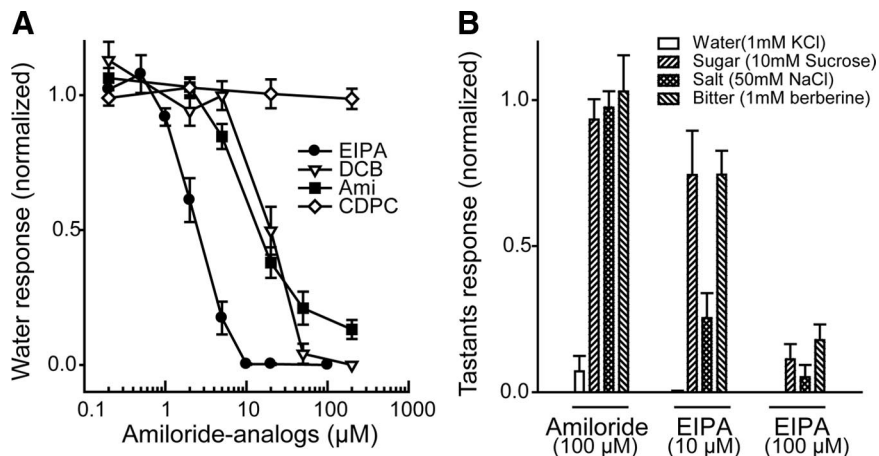 A
Water response (normalized)
1.0
0.5
0.0
EIPA
DCB
Ami
CDPC
0.1 1 10 100 1000
Amiloride-analogs (µM)
B
Tastants response (normalized)
1.0
0.5
0.0
Water(1mM KCl)
Sugar (10mM Sucrose)
Salt (50mM NaCl)
Bitter (1mM berberine)
Amiloride EIPA EIPA
(100 µM) (10 µM) (100 µM)